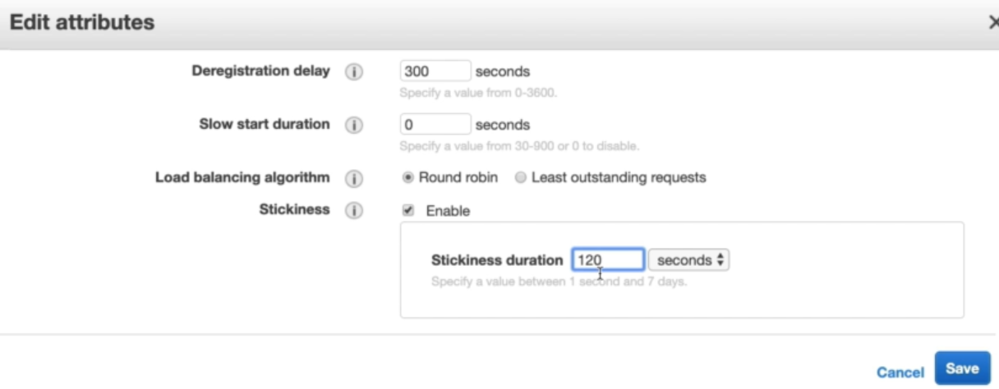 Edit attributes
Deregistration delay 300 seconds
Specify a value from 0-3600.
Slow start duration 0 seconds
Specify a value from 30-900 or 0 to disable.
Load balancing algorithm Round robin Least outstanding requests
Stickiness Enable
Stickiness duration 120 seconds
Specify a value between 1 second and 7 days.
Cancel Save